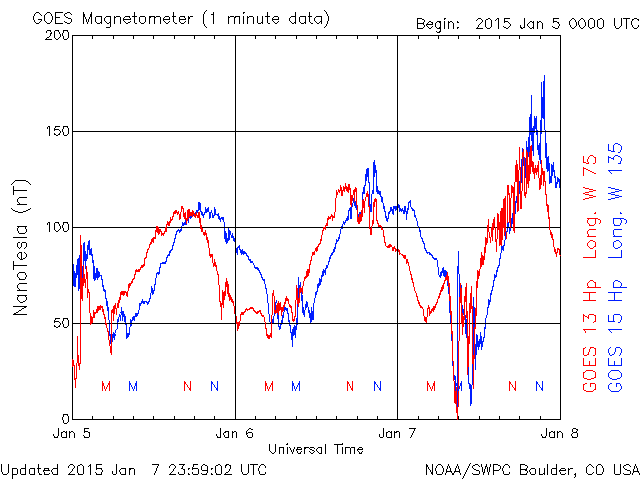 GOES Magnetometer (1 minute data)
Begin: 2015 Jan 5 0000 UTC
200
150
100
50
0
NanoTesla (nT)
M M N N M M N N M M N N
Jan 5 Jan 6 Jan 7 Jan 8
Universal Time
GOES 13 Hp Long. W 75
GOES 15 Hp Long. W 135
Updated 2015 Jan 7 23:59:02 UTC
NOAA/SWPC Boulder, CO USA